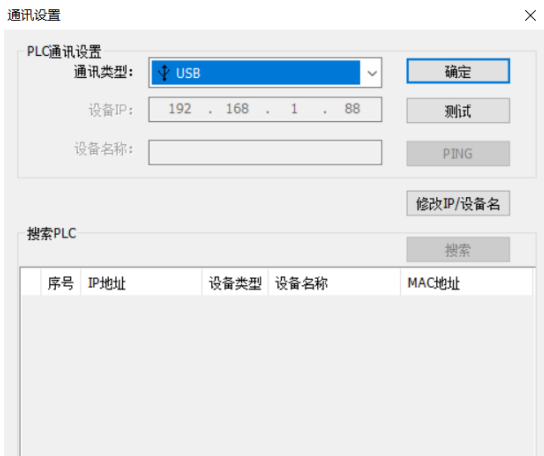 通讯设置
PLC通讯设置
通讯类型: USB 确定
设备IP: 192 . 168 . 1 . 88 测试
设备名称: PING
修改IP/设备名
搜索PLC
搜索
序号 IP地址 设备类型 设备名称 MAC地址